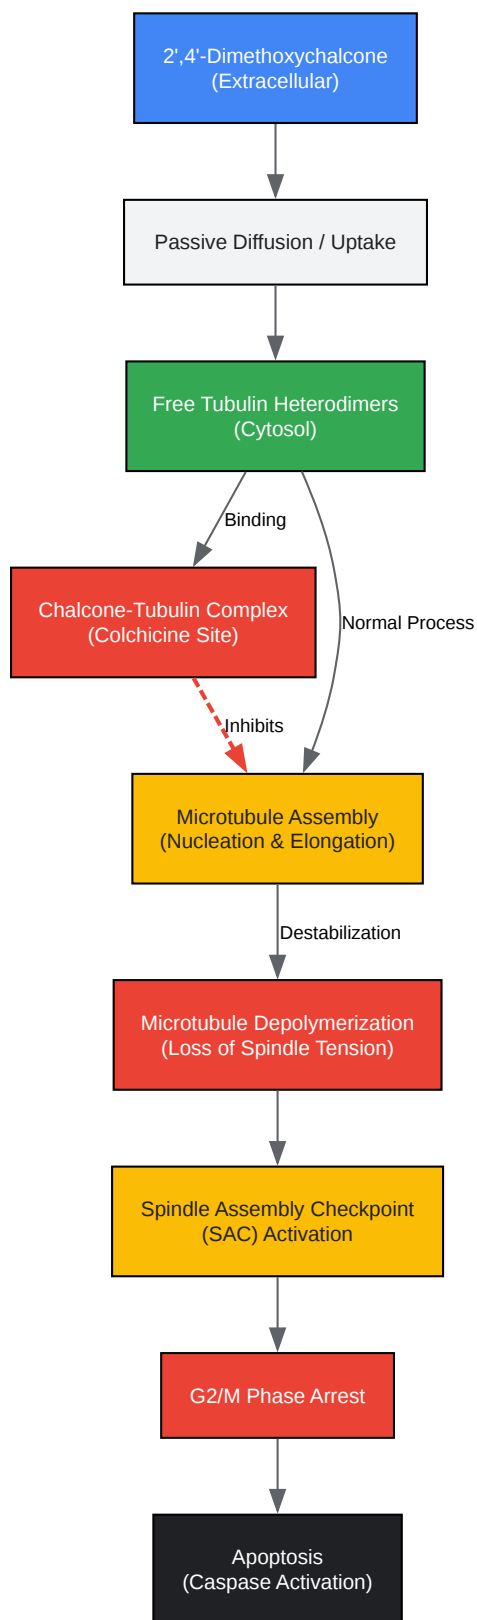 2',4'-Dimethoxychalcone
(Extracellular)
Passive Diffusion / Uptake
Free Tubulin Heterodimers
(Cytosol)
Binding
Chalcone-Tubulin Complex
(Colchicine Site)
Normal Process
Inhibits
Microtubule Assembly
(Nucleation & Elongation)
Destabilization
Microtubule Depolymerization
(Loss of Spindle Tension)
Spindle Assembly Checkpoint
(SAC) Activation
G2/M Phase Arrest
Apoptosis
(Caspase Activation)